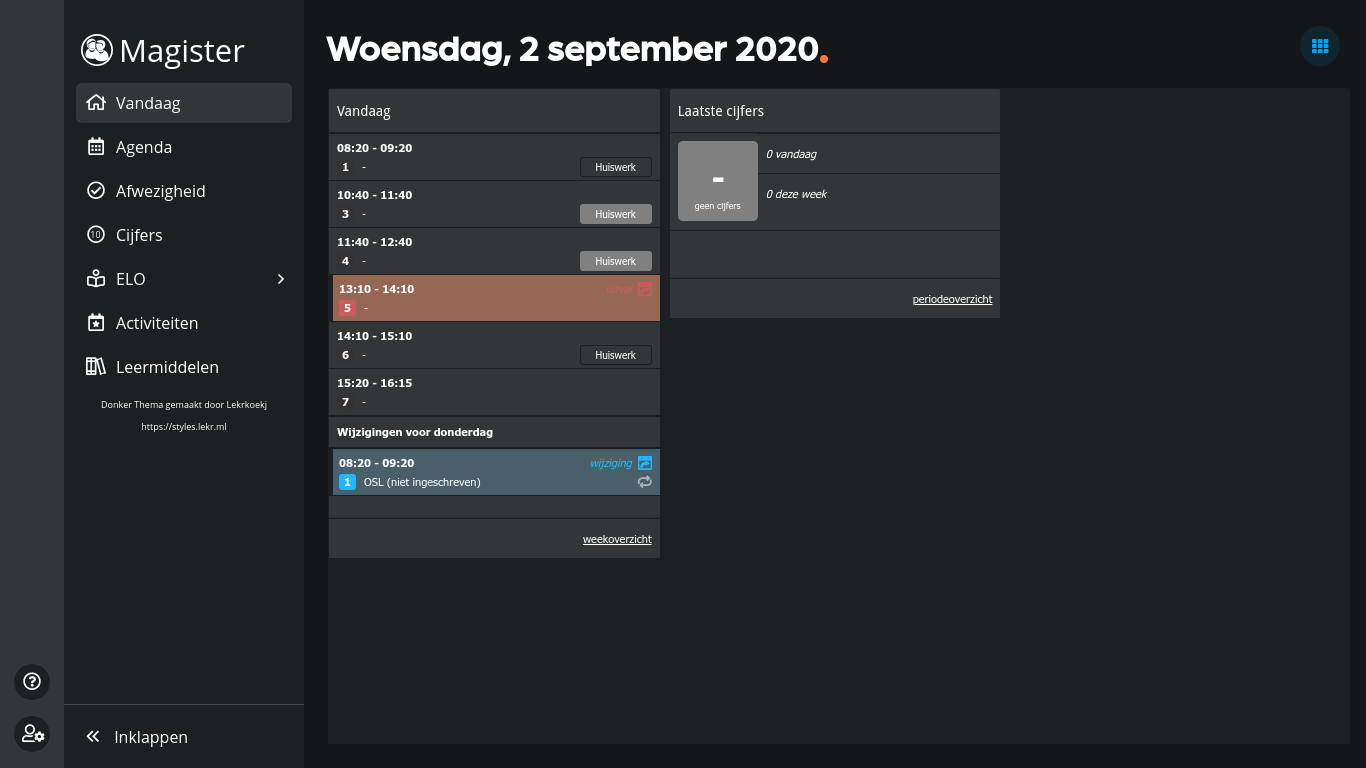 Magister
Vandaag
Agenda
Afwezigheid
10 Cijfers
ELO
Activiteiten
Leermiddelen
Donker Thema gemaakt door Lekrkoekj
https://styles.lekr.ml
Inklappen
Woensdag, 2 september 2020.
Vandaag
08:20 - 09:20
1 - Huiswerk
10:40 - 11:40
3 - Huiswerk
11:40 - 12:40
4 - Huiswerk
13:10 - 14:10 uitval
5 -
14:10 - 15:10
6 - Huiswerk
15:20 - 16:15
7 -
Wijzigingen voor donderdag
08:20 - 09:20 wijziging
1 OSL (niet ingeschreven)
weekoverzicht
Laatste cijfers
-
geen cijfers
0 vandaag
0 deze week
periodeoverzicht